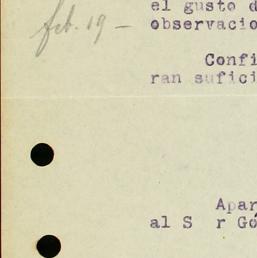 el gusto d
feb. 19 —
observacio
Confi
ran sufici
Apar
al S r Gó